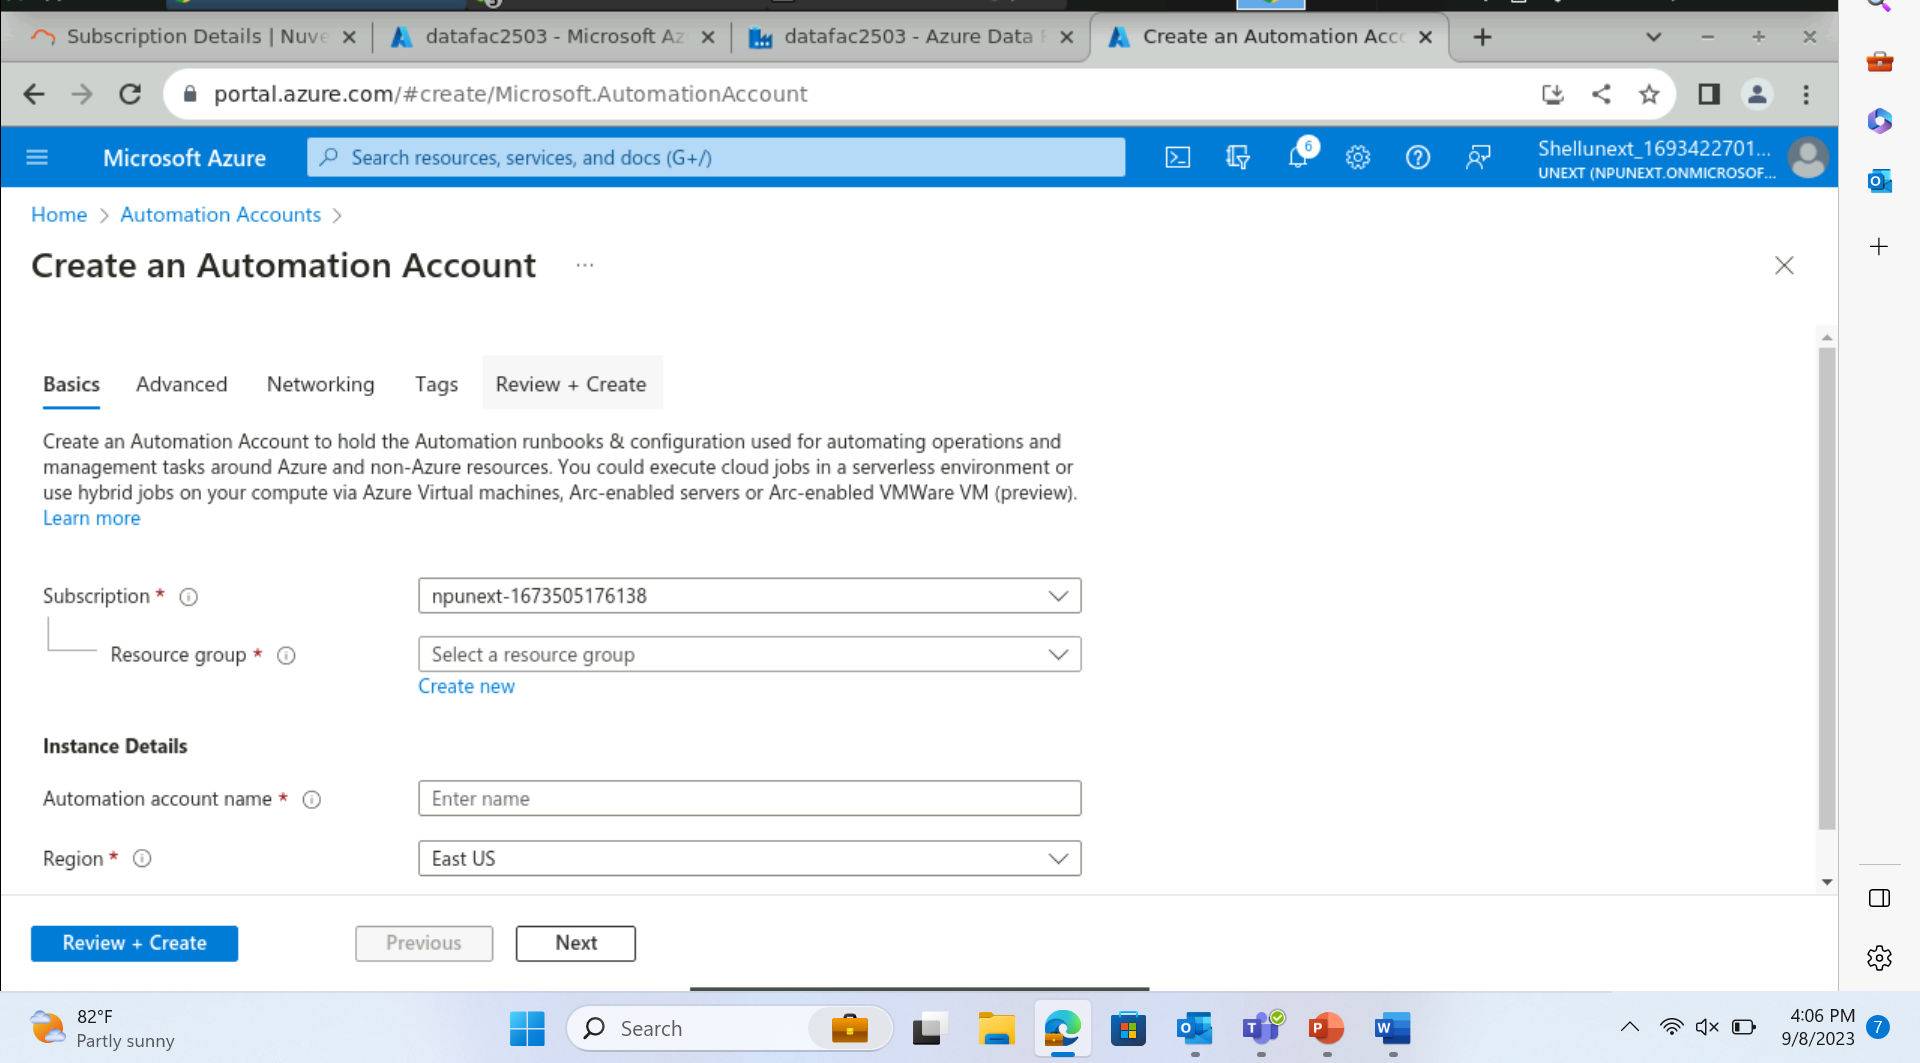 Subscription Details | Nuve
datafac2503 - Microsoft Az
datafac2503 - Azure Data F
Create an Automation Acc
portal.azure.com/#create/Microsoft.AutomationAccount
Microsoft Azure
Search resources, services, and docs (G+/)
6
Shellunext_1693422701...
UNEXT (NPUNEXT.ONMICROSOF...
Home > Automation Accounts >
Create an Automation Account ...
Basics Advanced Networking Tags Review + Create
Create an Automation Account to hold the Automation runbooks & configuration used for automating operations and
management tasks around Azure and non-Azure resources. You could execute cloud jobs in a serverless environment or
use hybrid jobs on your compute via Azure Virtual machines, Arc-enabled servers or Arc-enabled VMWare VM (preview).
Learn more
Subscription *
npunext-1673505176138
Resource group *
Select a resource group
Create new
Instance Details
Automation account name *
Enter name
Region *
East US
Review + Create
Previous
Next
82°F
Partly sunny
Search
4:06 PM
9/8/2023
7